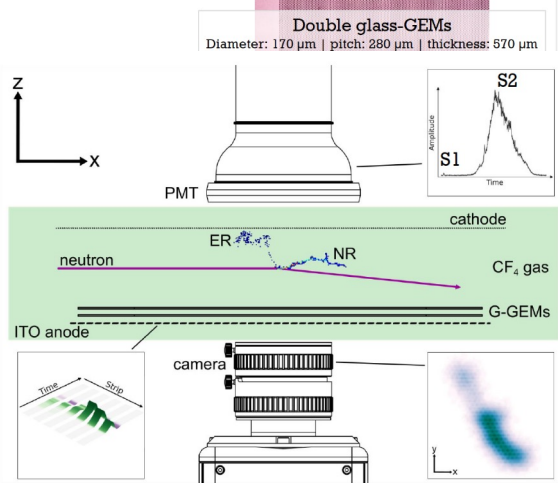 Double glass-GEMs
Diameter: 170 μm | pitch: 280 μm | thickness: 570 μm
Z
X
PMT
S1
S2
Amplitude
Time
cathode
ER
NR
neutron
CF₄ gas
G-GEMs
ITO anode
camera
Time
Strip
y
x